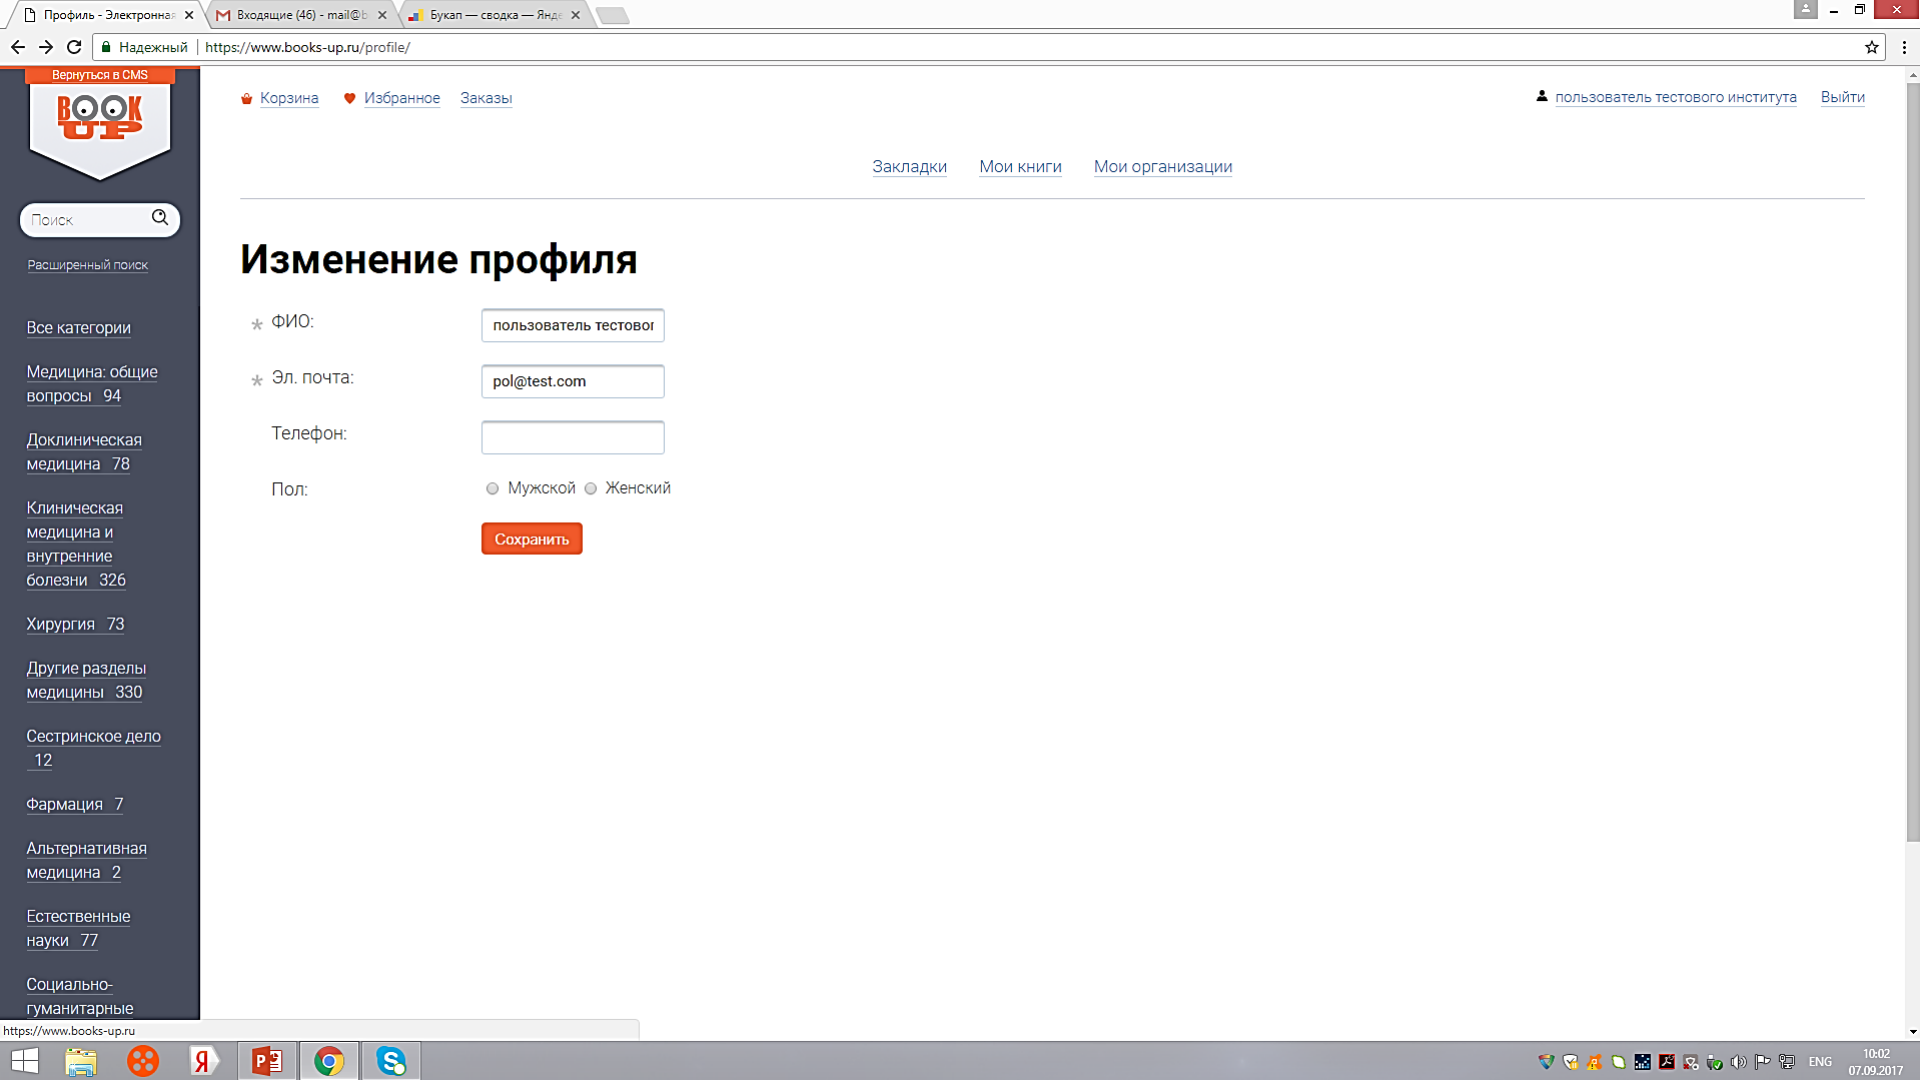 Профиль - Электронная
Входящие (46) - mail@b
Букап — сводка — Янде
Надежный
https://www.books-up.ru/profile/
Вернуться в CMS
BOOK
UP
Корзина
Избранное
Заказы
пользователь тестового института
Выйти
Закладки
Мои книги
Мои организации
Поиск
Расширенный поиск
Все категории
Медицина: общие
вопросы 94
Доклиническая
медицина 78
Клиническая
медицина и
внутренние
болезни 326
Хирургия 73
Другие разделы
медицины 330
Сестринское дело
12
Фармация 7
Альтернативная
медицина 2
Естественные
науки 77
Социально-
гуманитарные
Изменение профиля
* ФИО:
пользователь тестовог
* Эл. почта:
pol@test.com
Телефон:
Пол:
Мужской
Женский
Сохранить
https://www.books-up.ru
ENG
10:02
07.09.2017